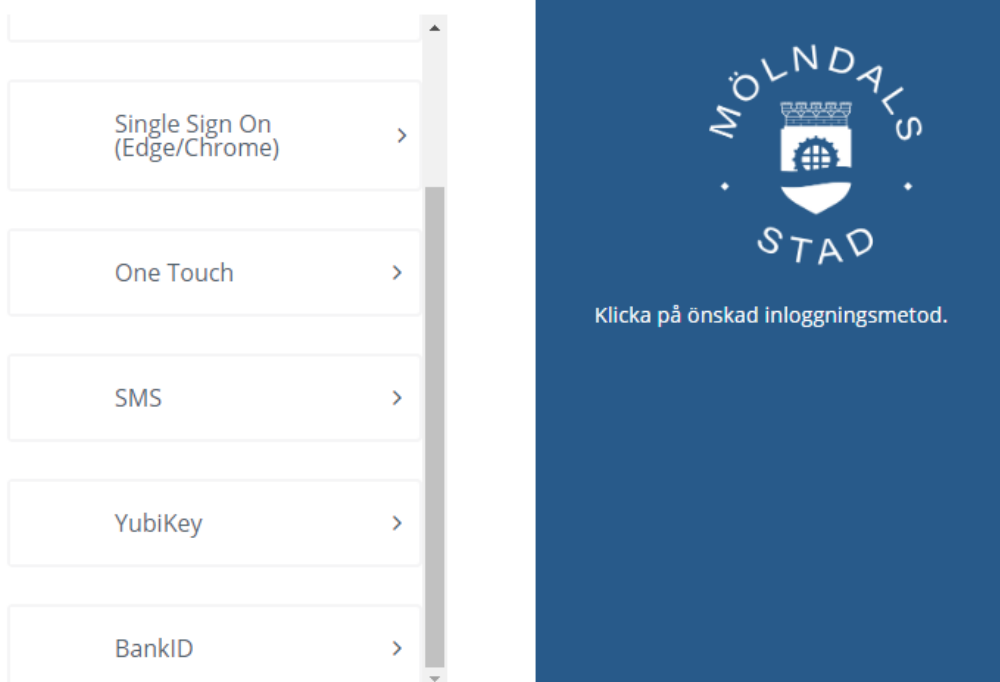 Single Sign On
(Edge/Chrome)
One Touch
SMS
YubiKey
BankID
MÖLNDALS
STAD
Klicka på önskad inloggningsmetod.